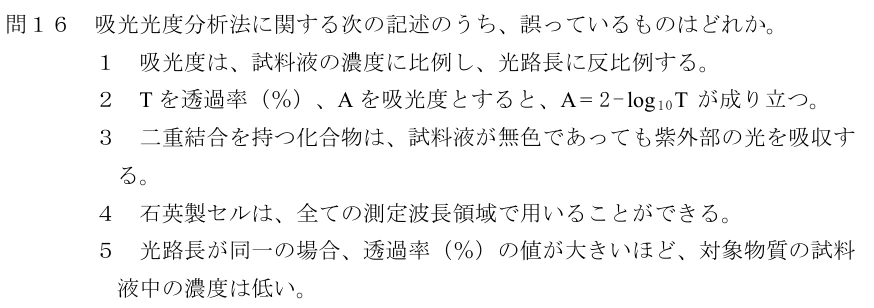 問１６　吸光光度分析法に関する次の記述のうち、誤っているものはどれか。
１　吸光度は、試料液の濃度に比例し、光路長に反比例する。
２　Tを透過率（％）、Aを吸光度とすると、A=２−log₁₀T が成り立つ。
３　二重結合を持つ化合物は、試料液が無色であっても紫外部の光を吸収す
る。
４　石英製セルは、全ての測定波長領域で用いることができる。
５　光路長が同一の場合、透過率（％）の値が大きいほど、対象物質の試料
液中の濃度は低い。